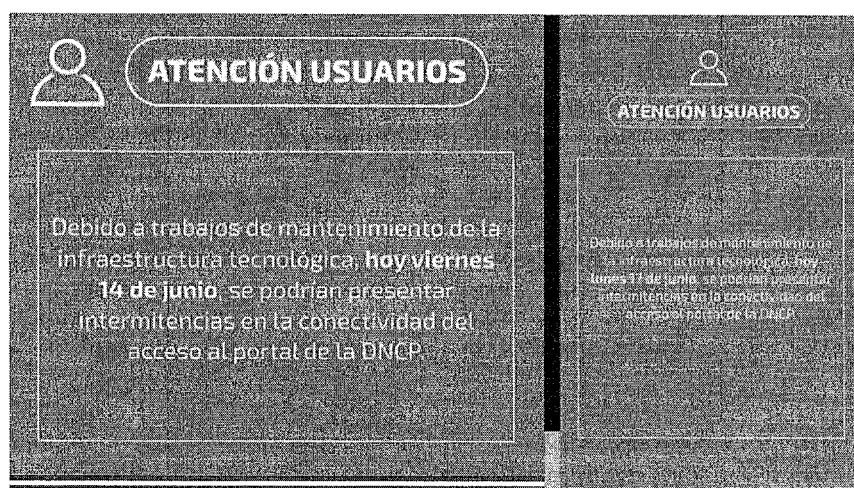 ATENCIÓN USUARIOS
Debido a trabajos de mantenimiento de la
infraestructura tecnológica, hoy viernes
14 de junio, se podrían presentar
intermitencias en la conectividad del
acceso al portal de la DNCP.
ATENCIÓN USUARIOS
Debido a trabajos de mantenimiento de
la infraestructura tecnológica, hoy
lunes 17 de junio, se podrían presentar
intermitencias en la conectividad del
acceso al portal de la DNCP.